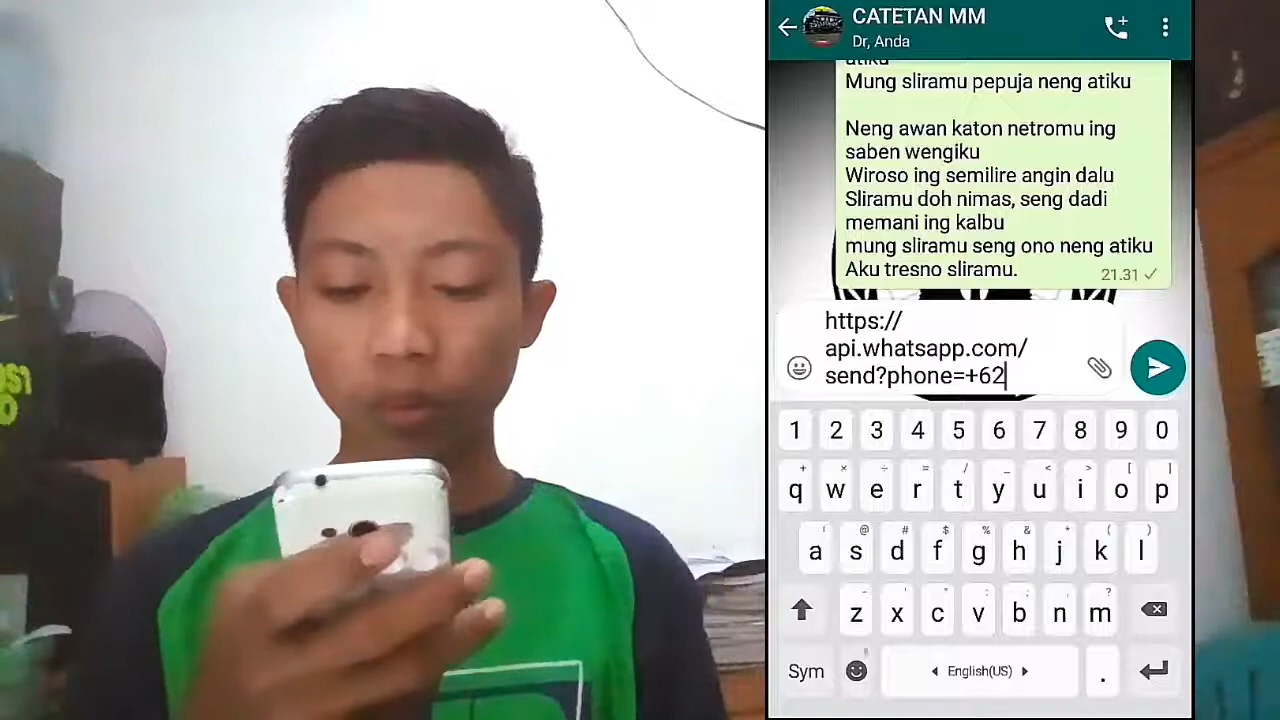 CATETAN MM
Dr, Anda
atiku
Mung sliramu pepuja neng atiku
Neng awan katon netromu ing
saben wengiku
Wiroso ing semilire angin dalu
Sliramu doh nimas, seng dadi
memani ing kalbu
mung sliramu seng ono neng atiku
Aku tresno sliramu.
21.31
https://
api.whatsapp.com/
send?phone=+62
1 2 3 4 5 6 7 8 9 0
+ × ÷ = / _ < > [ ]
q w e r t y u i o p
! @ # $ % & * ( )
a s d f g h j k l
z x c v b n m
Sym English(US) .